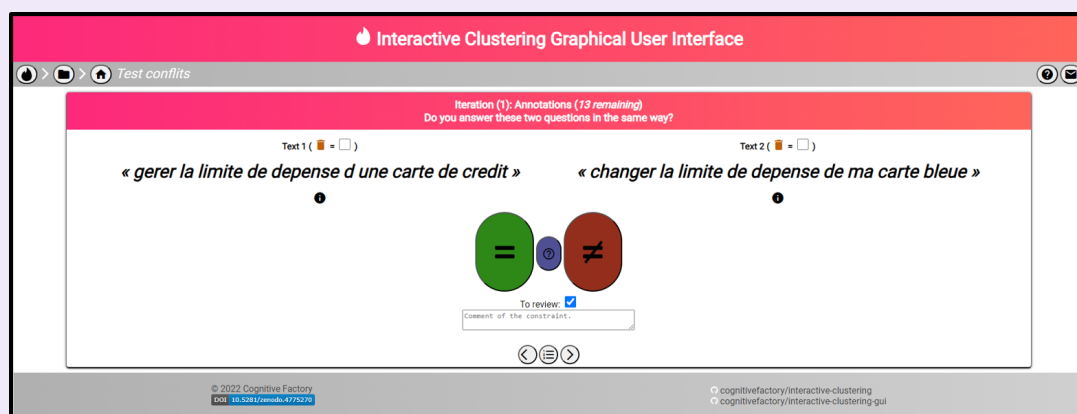 Interactive Clustering Graphical User Interface
> > Test conflits
Iteration (1): Annotations (13 remaining)
Do you answer these two questions in the same way?
Text 1 ( = )
Text 2 ( = )
« gerer la limite de depense d une carte de credit »
« changer la limite de depense de ma carte bleue »
= ≠
To review:
Comment of the constraint.
© 2022 Cognitive Factory
DOI 10.5281/zenodo.4775270
cognitivefactory/interactive-clustering
cognitivefactory/interactive-clustering-gui